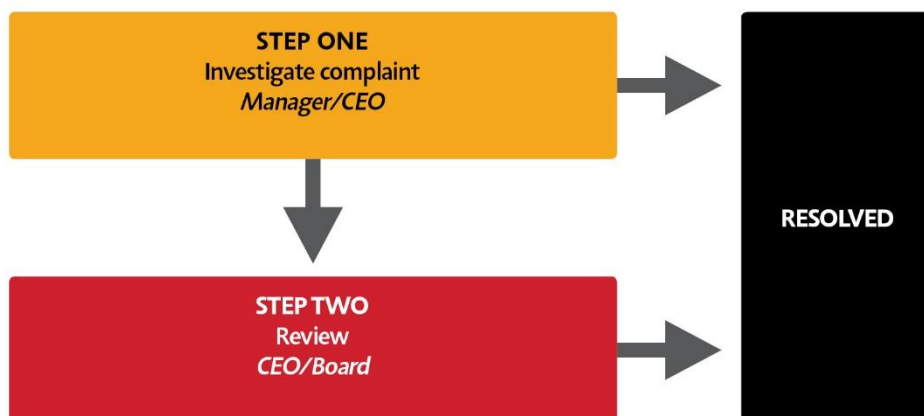 STEP ONE
Investigate complaint
Manager/CEO
RESOLVED
STEP TWO
Review
CEO/Board